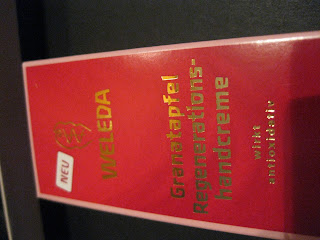 NEU
WELEDA
Granatapfel
Regenerations-
handcreme
wirkt
antioxidativ